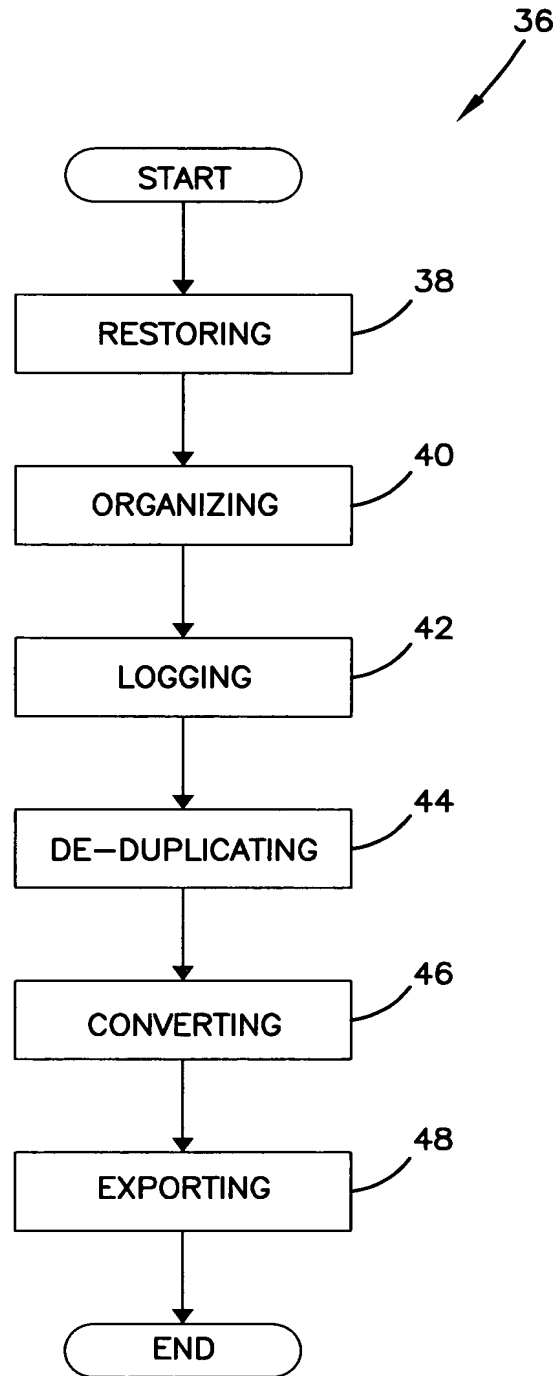 36
START
38
RESTORING
40
ORGANIZING
42
LOGGING
44
DE-DUPLICATING
46
CONVERTING
48
EXPORTING
END